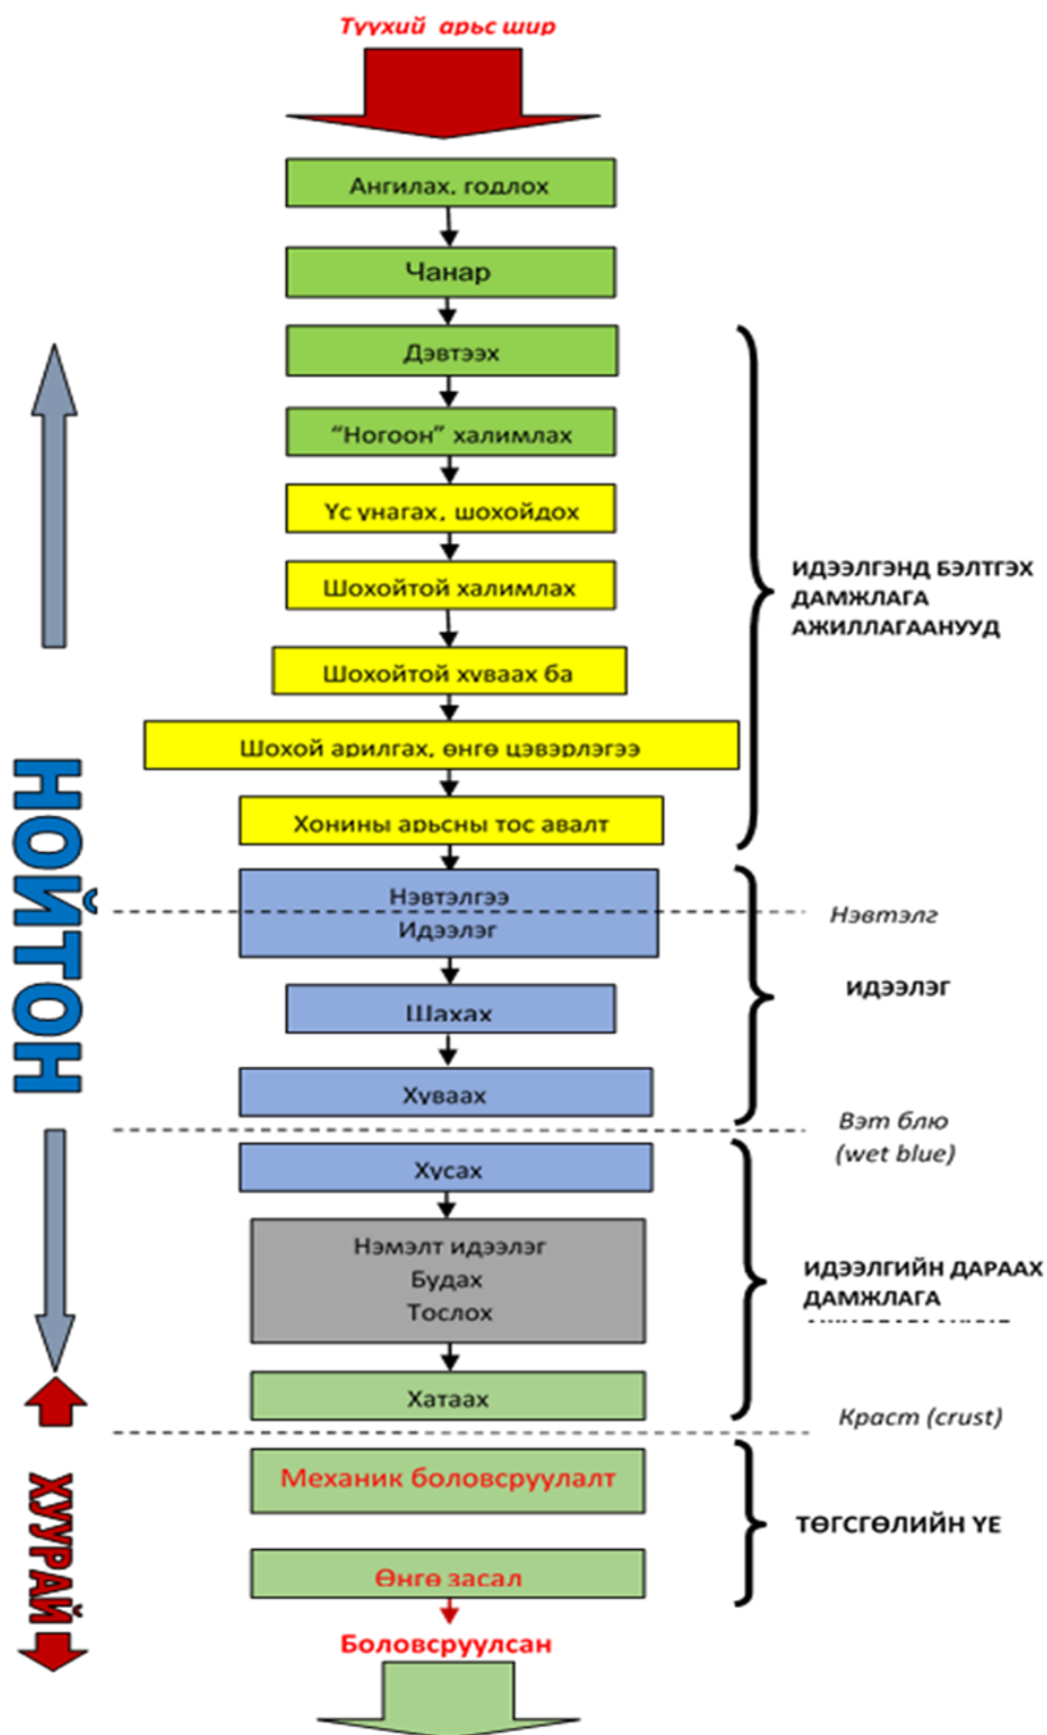 Түүхий арьс шир
Ангилах, годлох
Чанар
Дэвтээх
“Ногоон” халимлах
Үс унагах, шохойдох
Шохойтой халимлах
Шохойтой хуваах ба
Шохой арилгах, өнгө цэвэрлэгээ
Хонины арьсны тос авалт
Нэвтэлгээ
Идээлэг
Шахах
Хуваах
Хусах
Нэмэлт идээлэг
Будах
Тослох
Хатаах
Механик боловсруулалт
Өнгө засал
Боловсруулсан
НОЙТОН
ХУУРАЙ
ИДЭЭЛГЭНД БЭЛТГЭХ
ДАМЖЛАГА
АЖИЛЛАГААНУУД
Нэвтэлг
ИДЭЭЛЭГ
Вэт блю
(wet blue)
ИДЭЭЛГИЙН ДАРААХ
ДАМЖЛАГА
Краст (crust)
ТӨГСГӨЛИЙН ҮЕ